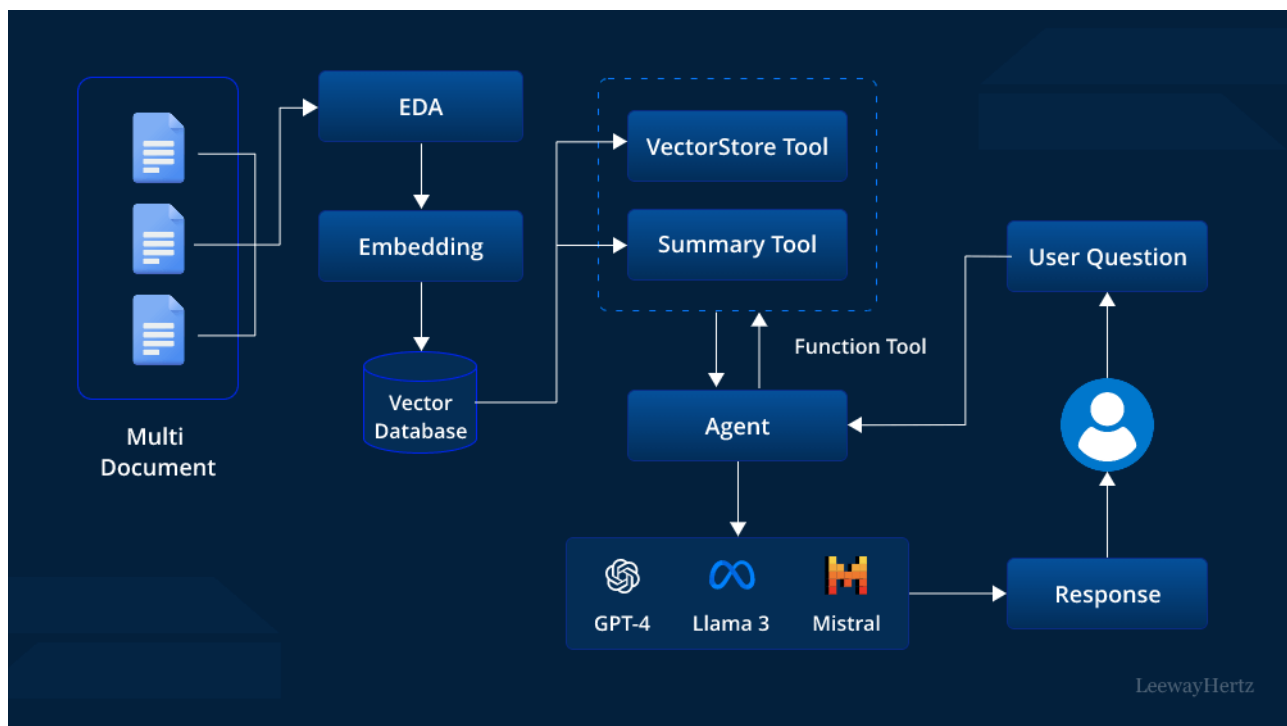 EDA
VectorStore Tool
Embedding
Summary Tool
User Question
Function Tool
Vector
Database
Agent
Multi
Document
GPT-4
Llama 3
Mistral
Response
LeewayHertz